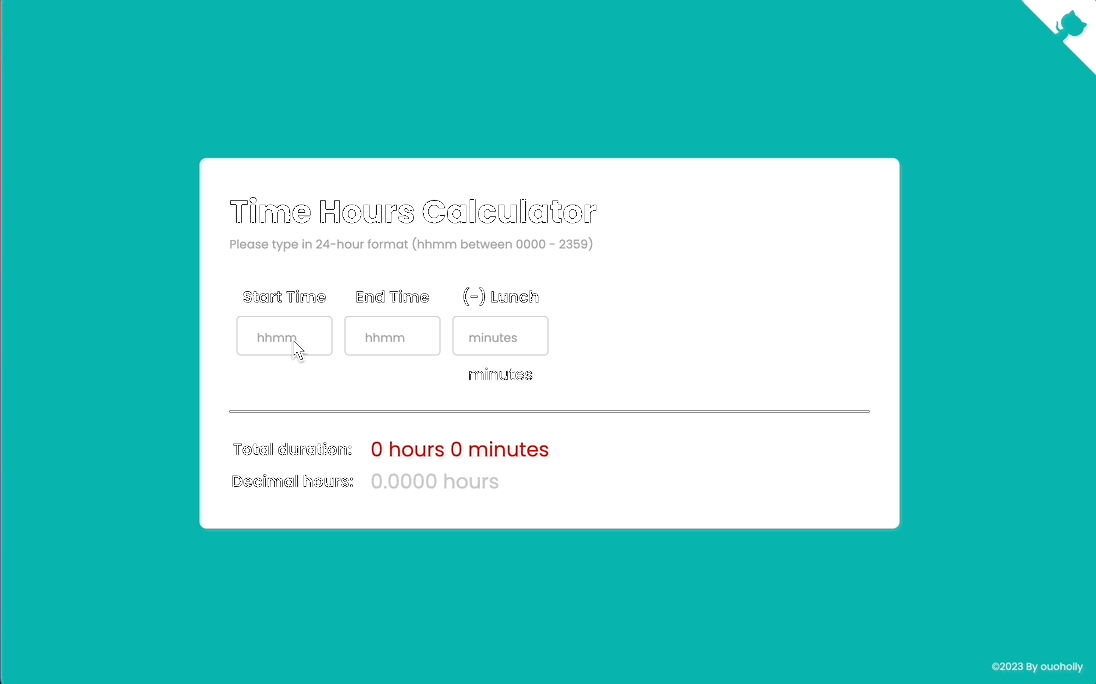 Time Hours Calculator
Please type in 24-hour format (hhmm between 0000 - 2359)
Start Time End Time (-) Lunch
hhmm hhmm minutes
minutes
Total duration: 0 hours 0 minutes
Decimal hours: 0.0000 hours
©2023 By ouoholly